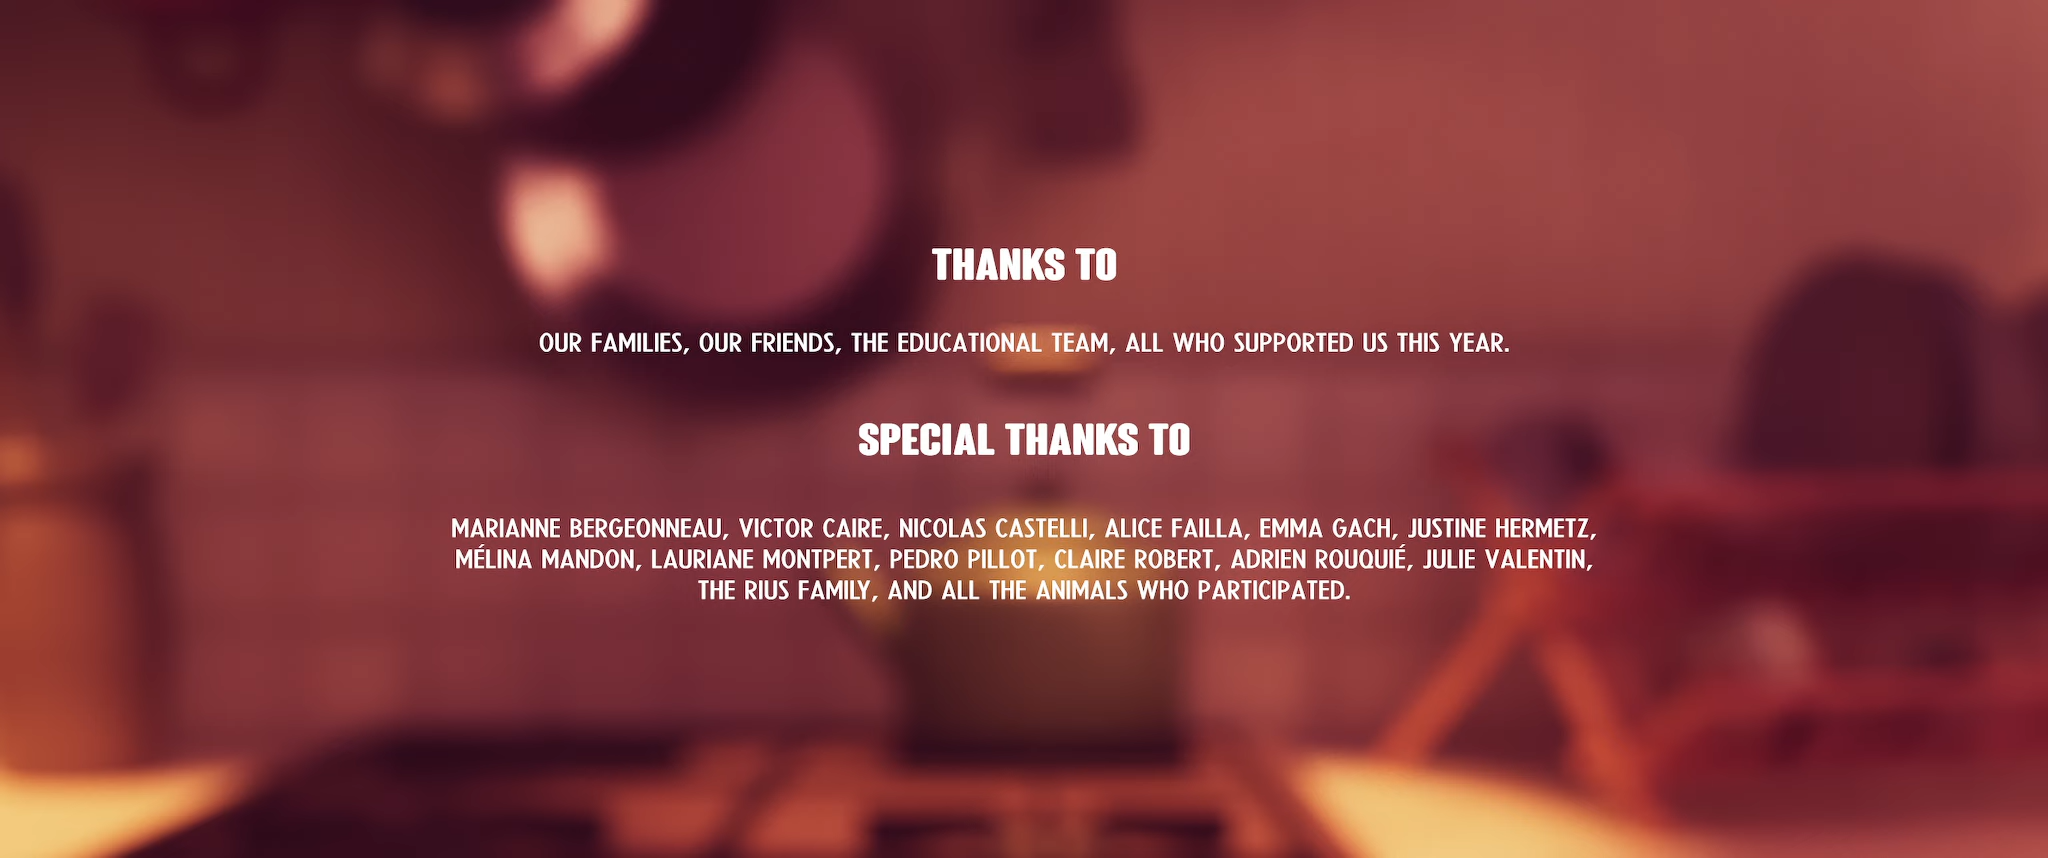 THANKS TO
OUR FAMILIES, OUR FRIENDS, THE EDUCATIONAL TEAM, ALL WHO SUPPORTED US THIS YEAR.
SPECIAL THANKS TO
MARIANNE BERGEONNEAU, VICTOR CAIRE, NICOLAS CASTELLI, ALICE FAILLA, EMMA GACH, JUSTINE HERMETZ,
MÉLINA MANDON, LAURIANE MONTPERT, PEDRO PILLOT, CLAIRE ROBERT, ADRIEN ROUQUIÉ, JULIE VALENTIN,
THE RIUS FAMILY, AND ALL THE ANIMALS WHO PARTICIPATED.